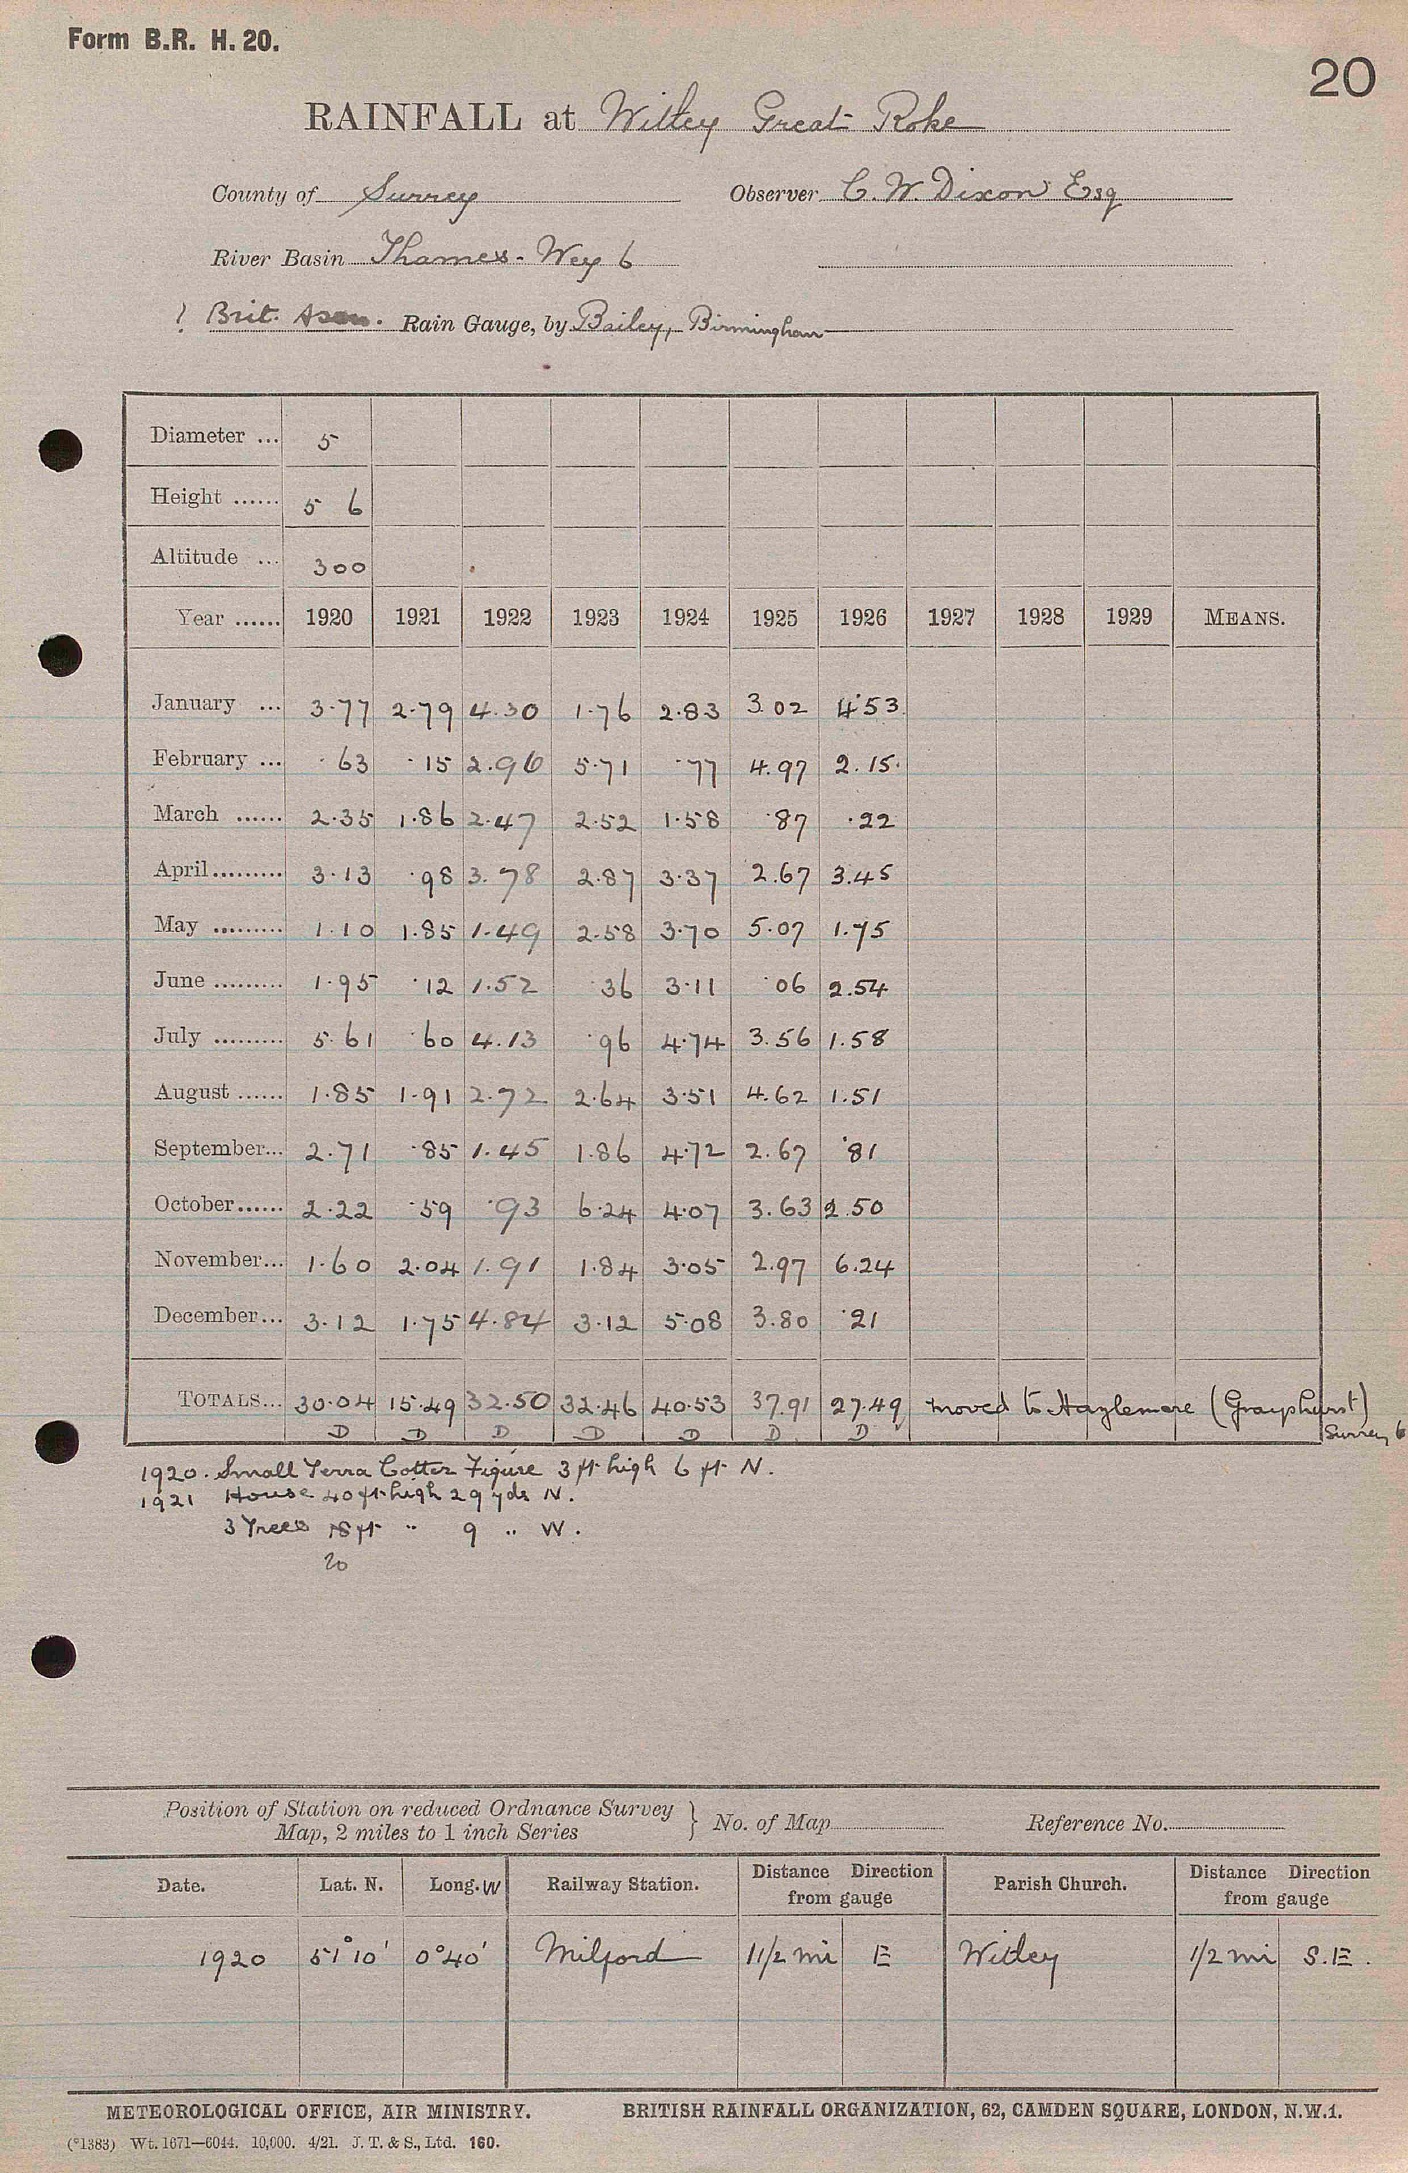 Form B.R. H. 20.
20
RAINFALL at Witley Great Roke
County of Surrey Observer C. W. Dixon Esq
River Basin Thames - Wey 6
? Brit. Assn. Rain Gauge, by Bailey, Birmingham
Diameter ... 5
Height ...... 5 6
Altitude ... 300
Year ...... 1920 1921 1922 1923 1924 1925 1926 1927 1928 1929 MEANS.
January ... 3.77 2.79 4.30 1.76 2.83 3.02 4.53
February ... .63 .15 2.96 5.71 .77 4.97 2.15
March ...... 2.35 1.86 2.47 2.52 1.58 .87 .22
April......... 3.13 .98 3.78 2.87 3.37 2.67 3.45
May ......... 1.10 1.85 1.49 2.58 3.70 5.07 1.75
June ......... 1.95 .12 1.52 .36 3.11 .06 2.54
July ......... 5.61 .60 4.13 .96 4.74 3.56 1.58
August ...... 1.85 1.91 2.72 2.64 3.51 4.62 1.51
September... 2.71 .85 1.45 1.86 4.72 2.67 .81
October...... 2.22 .59 .93 6.24 4.07 3.63 2.50
November... 1.60 2.04 1.91 1.84 3.05 2.97 6.24
December... 3.12 1.75 4.84 3.12 5.08 3.80 .21
TOTALS... 30.04 15.49 32.50 32.46 40.53 37.91 27.49 moved to Hazlemere (Grayshurst)
D D D D D D D Surrey 6
1920. Small Terra Cotter Figure 3 ft high 6 ft N.
1921 House 40 ft high 29 yds N.
3 Trees 18 ft " 9 " W.
20
Position of Station on reduced Ordnance Survey
Map, 2 miles to 1 inch Series } No. of Map Reference No.
Date. Lat. N. Long. W Railway Station. Distance Direction from gauge Parish Church. Distance Direction from gauge
1920 51°10' 0°40' Milford 1 1/2 mi E Witley 1/2 mi S.E.
METEOROLOGICAL OFFICE, AIR MINISTRY. BRITISH RAINFALL ORGANIZATION, 62, CAMDEN SQUARE, LONDON, N.W.1.
(*1383) Wt. 1671—6044. 10,000. 4/21. J. T. & S., Ltd. 160.